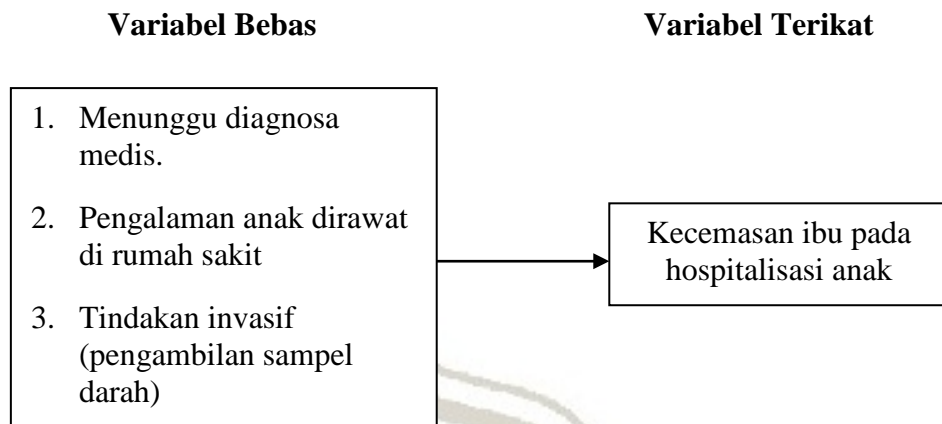 Variabel Bebas
Variabel Terikat
1. Menunggu diagnosa
medis.
2. Pengalaman anak dirawat
di rumah sakit
3. Tindakan invasif
(pengambilan sampel
darah)
Kecemasan ibu pada
hospitalisasi anak